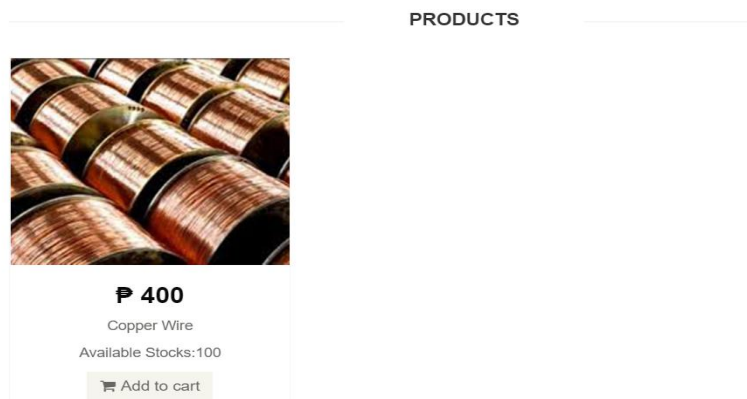 PRODUCTS
₱ 400
Copper Wire
Available Stocks:100
Add to cart